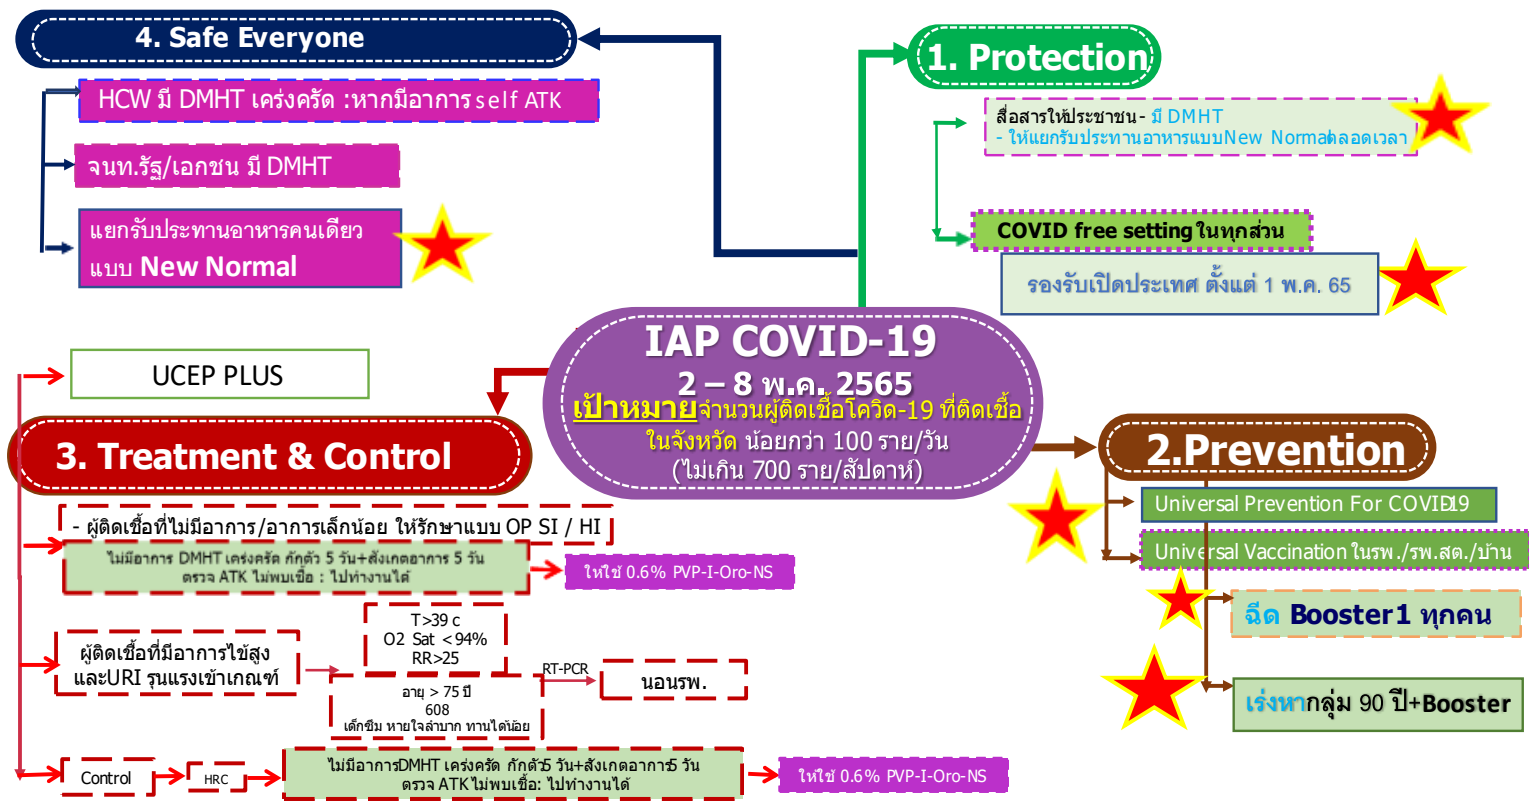 4. Safe Everyone
HCW มี DMHT เคร่งครัด :หากมีอาการ self ATK
จนท.รัฐ/เอกชน มี DMHT
แยกรับประทานอาหารคนเดียว
แบบ New Normal
1. Protection
สื่อสารให้ประชาชน - มี DMHT
- ให้แยกรับประทานอาหารแบบNew Normalตลอดเวลา
COVID free setting ในทุกส่วน
รองรับเปิดประเทศ ตั้งแต่ 1 พ.ค. 65
IAP COVID-19
2 – 8 พ.ค. 2565
เป้าหมายจำนวนผู้ติดเชื้อโควิด-19 ที่ติดเชื้อ
ในจังหวัด น้อยกว่า 100 ราย/วัน
(ไม่เกิน 700 ราย/สัปดาห์)
2.Prevention
Universal Prevention For COVID-19
Universal Vaccination ในรพ./รพ.สต./บ้าน
ฉีด Booster1 ทุกคน
เร่งหากลุ่ม 90 ปี+Booster
UCEP PLUS
3. Treatment & Control
- ผู้ติดเชื้อที่ไม่มีอาการ/อาการเล็กน้อย ให้รักษาแบบ OP SI / HI
ไม่มีอาการ DMHT เคร่งครัด กักตัว 5 วัน+สังเกตอาการ 5 วัน
ตรวจ ATK ไม่พบเชื้อ : ไปทำงานได้
ให้ใช้ 0.6% PVP-I-Oro-NS
ผู้ติดเชื้อที่มีอาการไข้สูง
และURI รุนแรงเข้าเกณฑ์
T>39 c
O2 Sat <94%
RR>25
อายุ > 75 ปี
608
เด็กซึม หายใจลำบาก ทานได้น้อย
RT-PCR
นอนรพ.
Control
HRC
ไม่มีอาการDMHT เคร่งครัด กักตัว5 วัน+สังเกตอาการ5 วัน
ตรวจ ATK ไม่พบเชื้อ: ไปทำงานได้
ให้ใช้ 0.6% PVP-I-Oro-NS